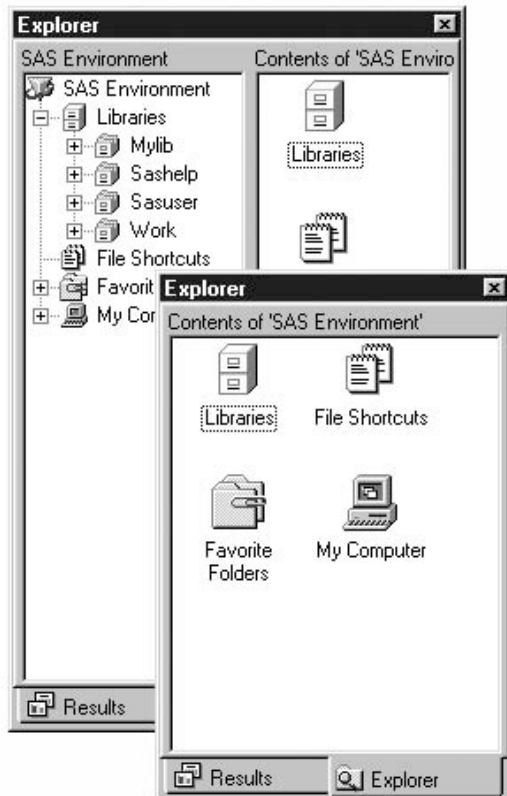 Explorer
SAS Environment
Contents of 'SAS Enviro
SAS Environment
Libraries
Mylib
Sashelp
Sasuser
Work
File Shortcuts
Favorit
My Cor
Libraries
Results
Explorer
Contents of 'SAS Environment'
Libraries
File Shortcuts
Favorite
Folders
My Computer
Results
Explorer